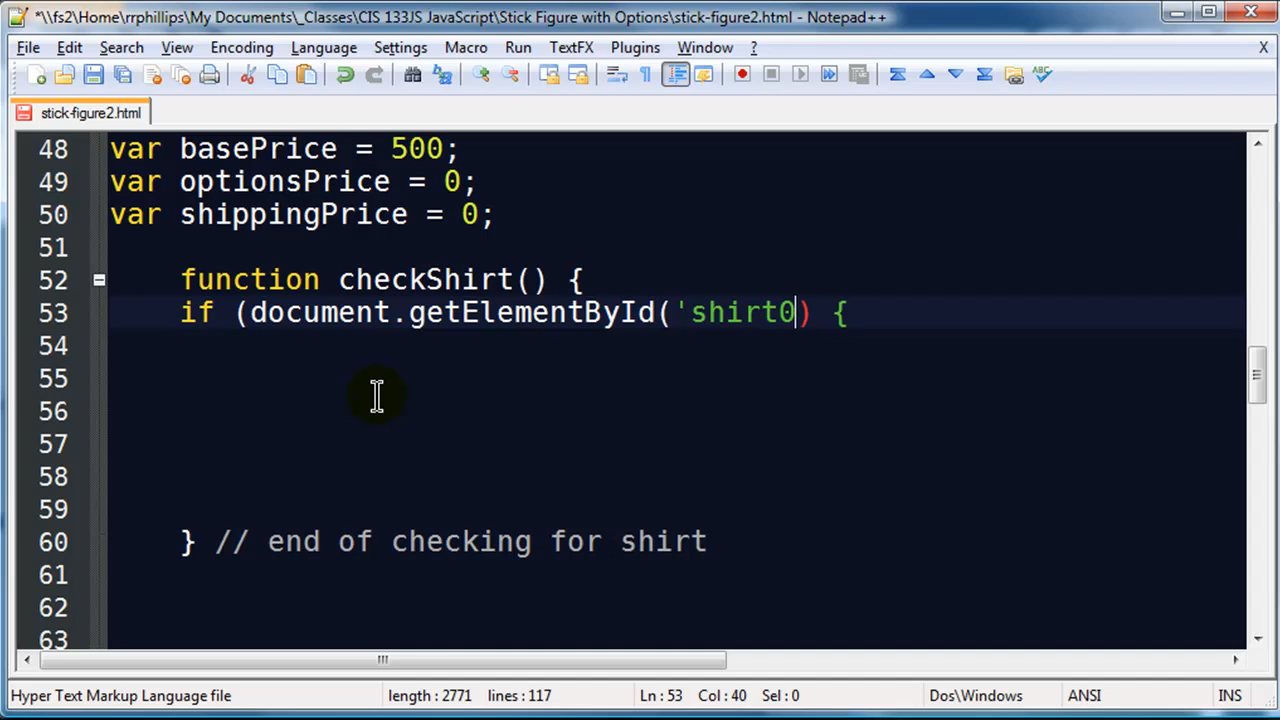 *\\fs2\Home\rrphillips\My Documents\_Classes\CIS 133JS JavaScript\Stick Figure with Options\stick-figure2.html - Notepad++
File Edit Search View Encoding Language Settings Macro Run TextFX Plugins Window ? X
stick-figure2.html
48 var basePrice = 500;
49 var optionsPrice = 0;
50 var shippingPrice = 0;
51
52 function checkShirt() {
53 if (document.getElementById('shirt0) {
54
55
56
57
58
59
60 } // end of checking for shirt
61
62
63
Hyper Text Markup Language file length : 2771 lines : 117 Ln : 53 Col : 40 Sel : 0 Dos\Windows ANSI INS